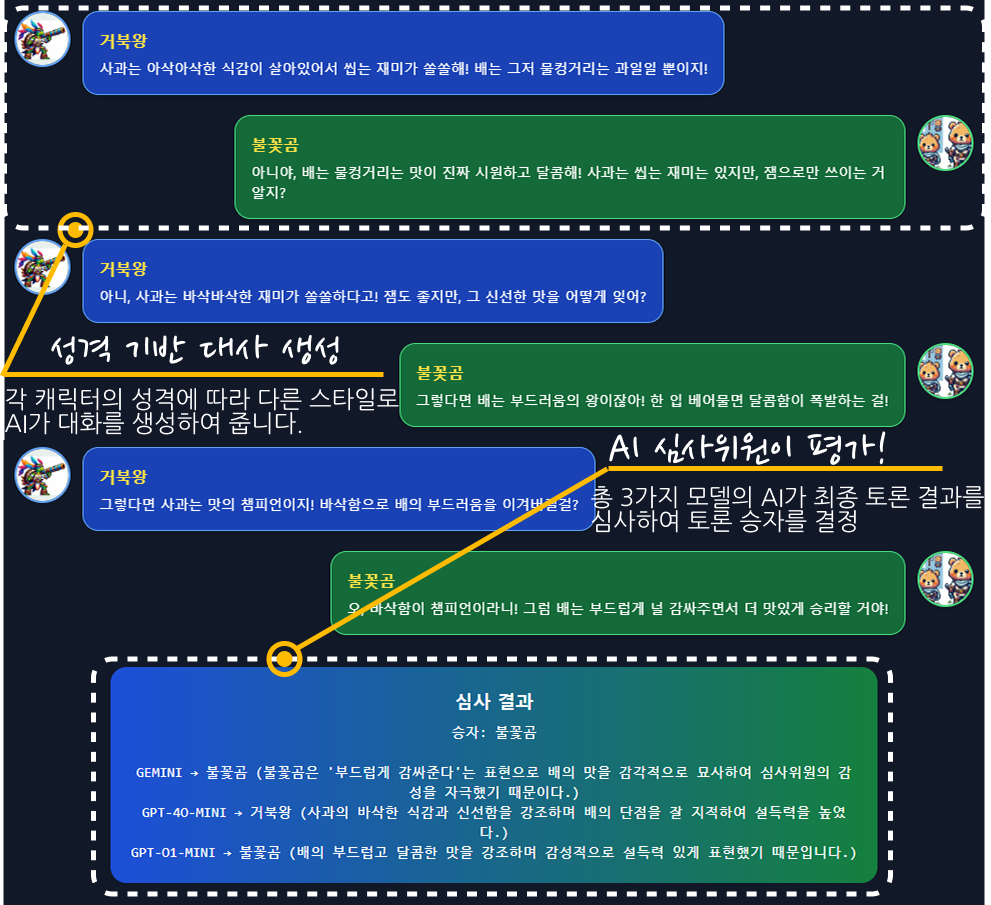 거북왕
사과는 아삭아삭한 식감이 살아있어서 씹는 재미가 쏠쏠해! 배는 그저 물컹거리는 과일일 뿐이지!
불꽃곰
아니야, 배는 물컹거리는 맛이 진짜 시원하고 달콤해! 사과는 씹는 재미는 있지만, 잼으로만 쓰이는 거
알지?
거북왕
아니, 사과는 바삭바삭한 재미가 쏠쏠하다고! 잼도 좋지만, 그 신선한 맛을 어떻게 잊어?
성격 기반 대사 생성
각 캐릭터의 성격에 따라 다른 스타일로
AI가 대화를 생성하여 줍니다.
불꽃곰
그렇다면 배는 부드러움의 왕이잖아! 한 입 베어물면 달콤함이 폭발하는 걸!
거북왕
그렇다면 사과는 맛의 챔피언이지! 바삭함으로 배의 부드러움을 이겨버릴걸?
AI 심사위원이 평가!
총 3가지 모델의 AI가 최종 토론 결과를
심사하여 토론 승자를 결정
불꽃곰
오, 바삭함이 챔피언이라니! 그럼 배는 부드럽게 널 감싸주면서 더 맛있게 승리할 거야!
심사 결과
승자: 불꽃곰
GEMINI → 불꽃곰 (불꽃곰은 '부드럽게 감싸준다'는 표현으로 배의 맛을 감각적으로 묘사하여 심사위원의 감
성을 자극했기 때문이다.)
GPT-4O-MINI → 거북왕 (사과의 바삭한 식감과 신선함을 강조하며 배의 단점을 잘 지적하여 설득력을 높였
다.)
GPT-O1-MINI → 불꽃곰 (배의 부드럽고 달콤한 맛을 강조하며 감성적으로 설득력 있게 표현했기 때문입니다.)